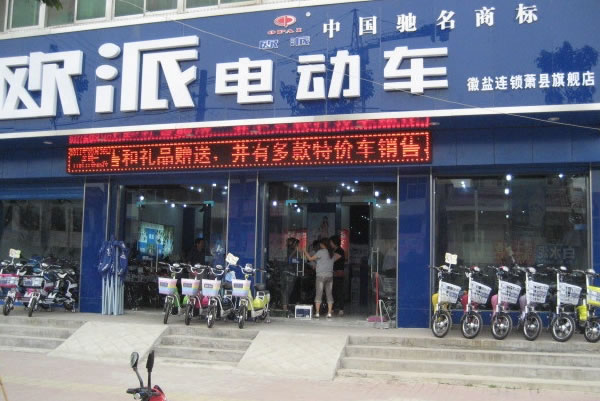 中国驰名商标
欧派电动车
徽盐连锁萧县旗舰店
售和礼品赠送，并有多款特价车销售